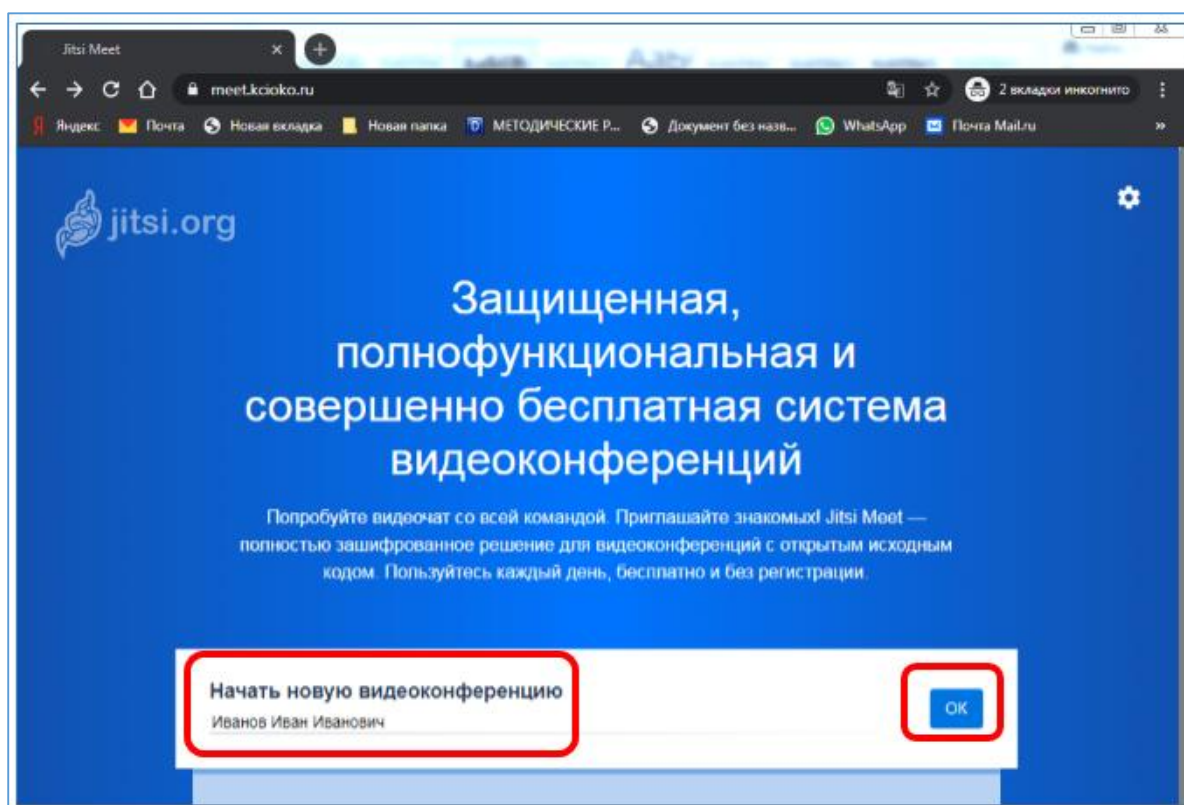 Jitsi Meet
meet.kcioko.ru
2 вкладки инкогнито
Яндекс Почта Новая вкладка Новая папка МЕТОДИЧЕСКИЕ Р... Документ без назв... WhatsApp Почта Mail.ru »
jitsi.org
Защищенная,
полнофункциональная и
совершенно бесплатная система
видеоконференций
Попробуйте видеочат со всей командой. Приглашайте знакомых! Jitsi Meet —
полностью зашифрованное решение для видеоконференций с открытым исходным
кодом. Пользуйтесь каждый день, бесплатно и без регистрации.
Начать новую видеоконференцию
Иванов Иван Иванович
OK